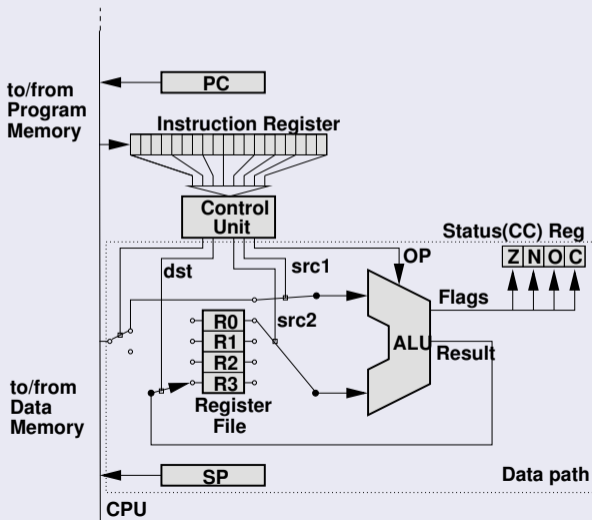 to/from
Program
Memory
PC
Instruction Register
Control
Unit
Status(CC) Reg
Z N O C
OP
dst
src1
Flags
src2
R0
R1
R2
R3
ALU
Result
Register
File
to/from
Data
Memory
SP
Data path
CPU